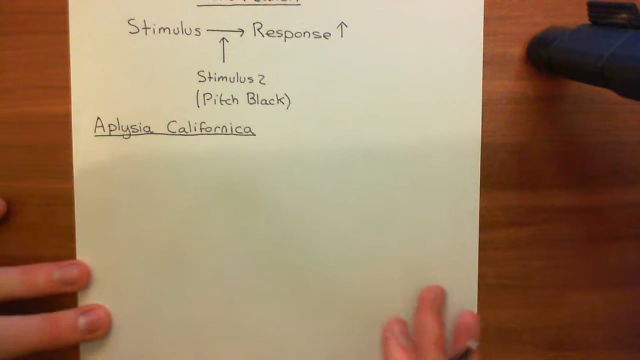 Stimulus → Response ↑
↑
Stimulus 2
(Pitch Black)
Aplysia Californica